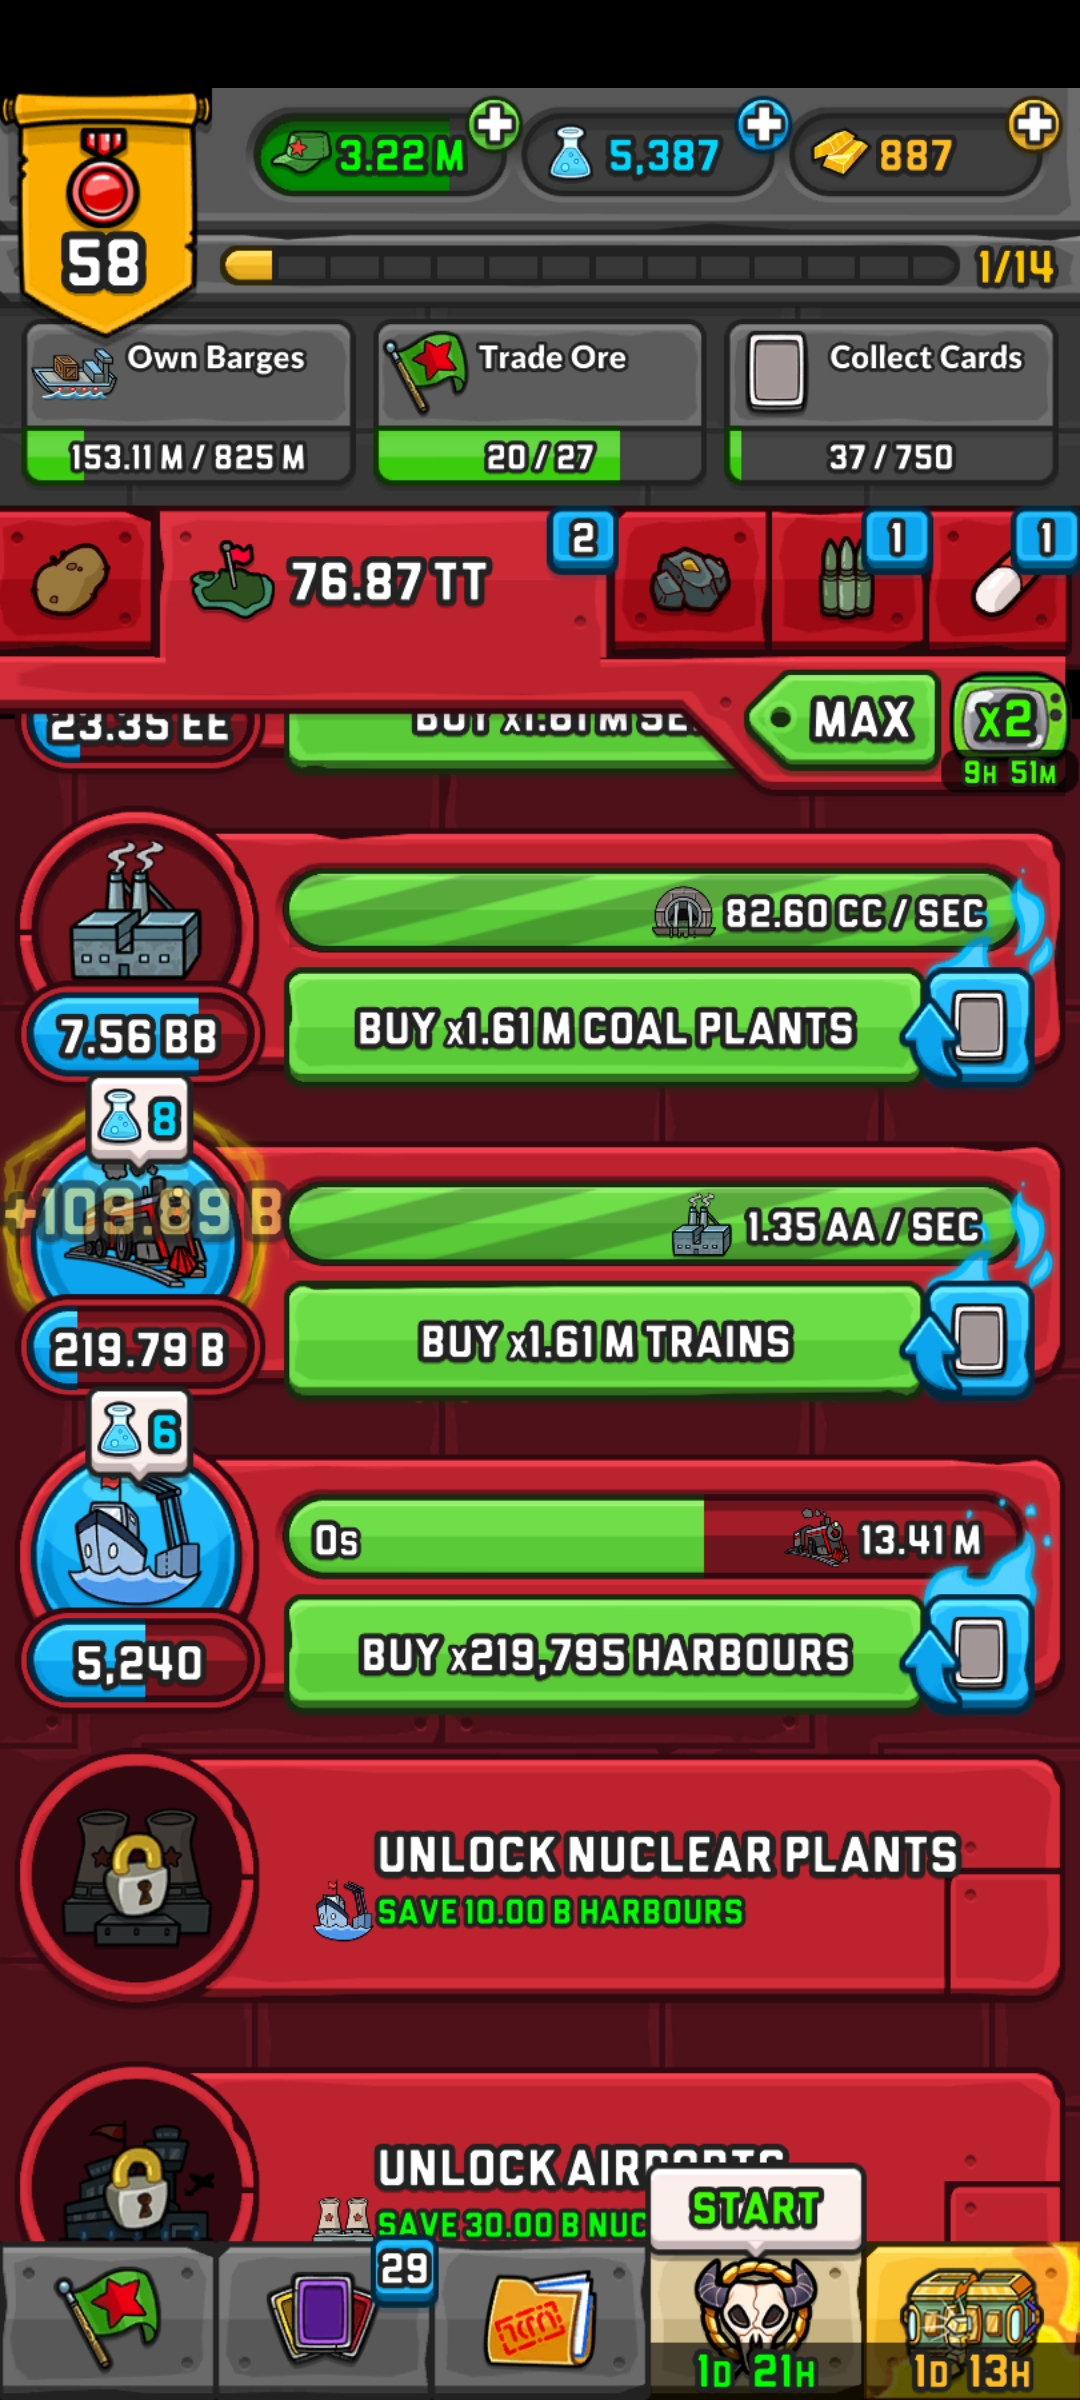 58
3.22 M
5,387
887
1/14
Own Barges
153.11 M / 825 M
Trade Ore
20 / 27
Collect Cards
37 / 750
76.87 TT
2
1
1
MAX
x2
9H 51M
23.35 EE
BUY x1.61 M SE
7.56 BB
82.60 CC / SEC
BUY x1.61 M COAL PLANTS
8
+109.89 B
219.79 B
1.35 AA / SEC
BUY x1.61 M TRAINS
6
5,240
0s
13.41 M
BUY x219,795 HARBOURS
UNLOCK NUCLEAR PLANTS
SAVE 10.00 B HARBOURS
UNLOCK AIRPORTS
SAVE 30.00 B NUC
START
29
1D 21H
1D 13H